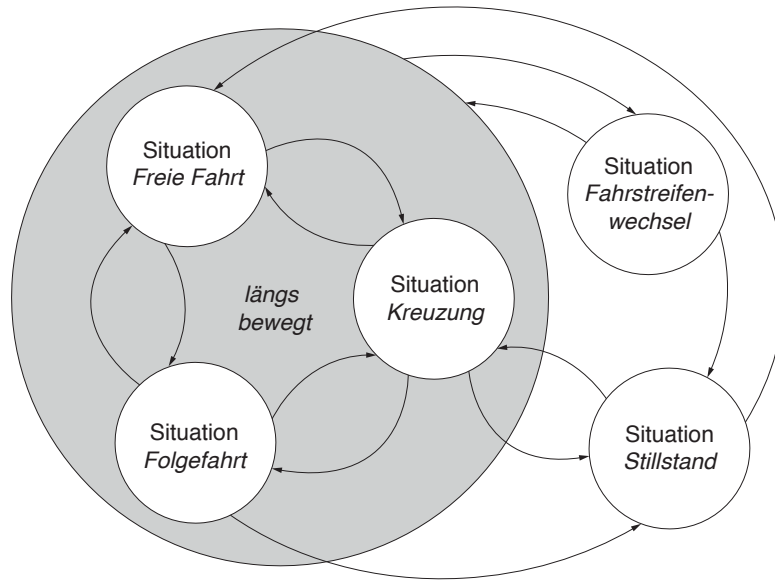 Situation
Freie Fahrt
Situation
Fahrstreifen-
wechsel
Situation
Kreuzung
längs
bewegt
Situation
Folgefahrt
Situation
Stillstand